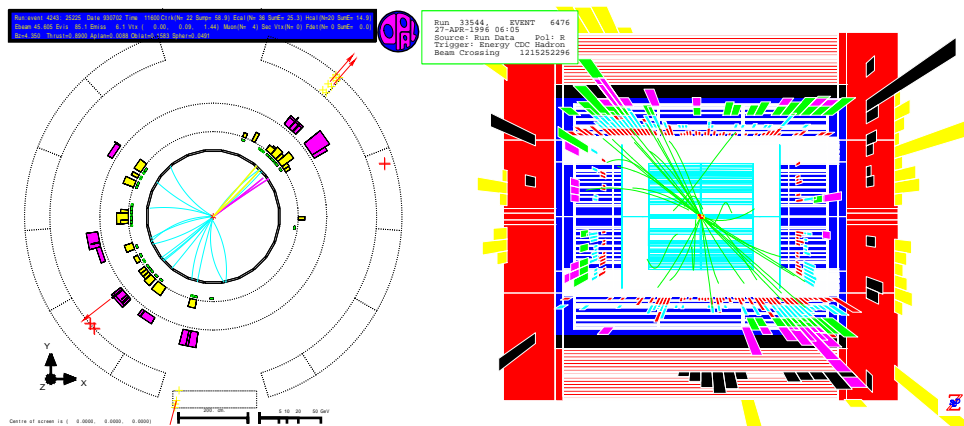 Run:event 4243: 25225 Date 930702 Time 11600 Ctrk(N= 22 Sump= 58.9) Ecal(N= 36 SumE= 25.3) Hcal(N=20 SumE= 14.9)
Ebeam 45.605 Evis 85.1 Emiss 6.1 Vtx ( 0.00, 0.09, 1.44) Muon(N= 4) Sec Vtx(N= 0) Fdet(N= 0 SumE= 0.0)
Bz=4.350 Thrust=0.8900 Aplan=0.0088 Oblat=0.1583 Spher=0.0491
OPAL
Run 33544, EVENT 6476
27-APR-1996 06:05
Source: Run Data Pol: R
Trigger: Energy CDC Hadron
Beam Crossing 1215252296
Y
X
Z
200. cm.
5 10 20 50 GeV
Centre of screen is ( 0.0000, 0.0000, 0.0000)